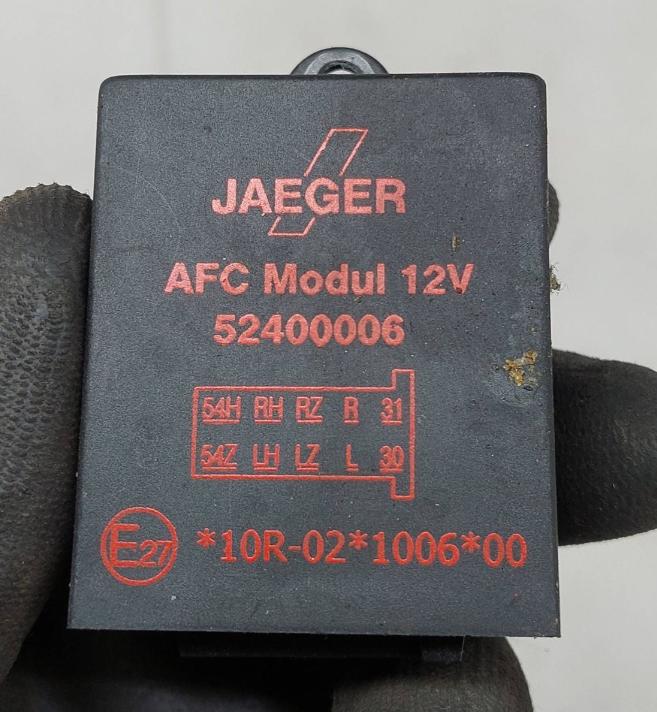 JAEGER
AFC Modul 12V
52400006
54H RH RZ R 31
54Z LH LZ L 30
E27 *10R-02*1006*00